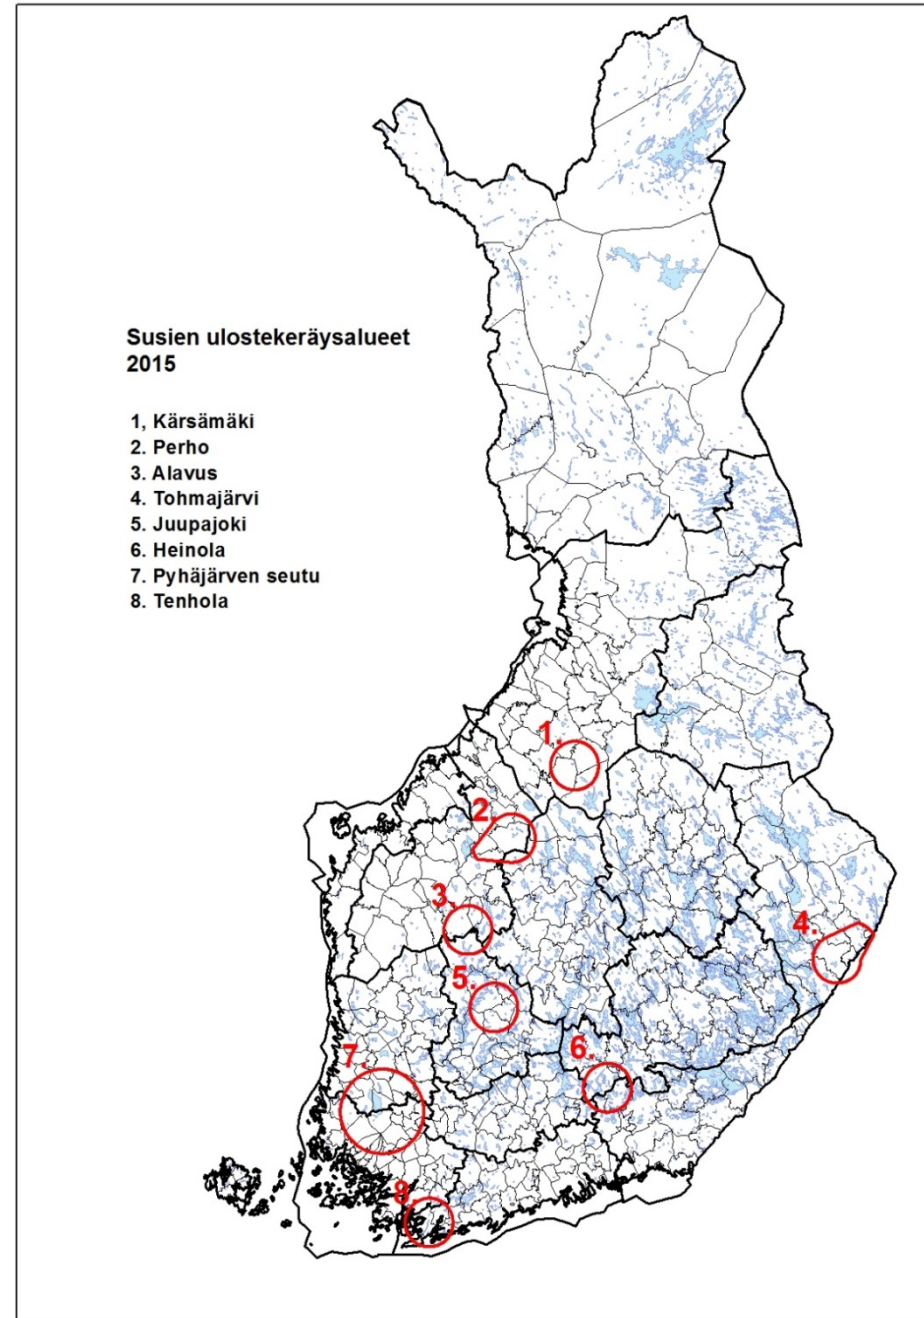 Susien ulostekeräysalueet
2015
1, Kärsämäki
2. Perho
3. Alavus
4. Tohmajärvi
5. Juupajoki
6. Heinola
7. Pyhäjärven seutu
8. Tenhola
1.
2.
3.
4.
5.
6.
7.
8.